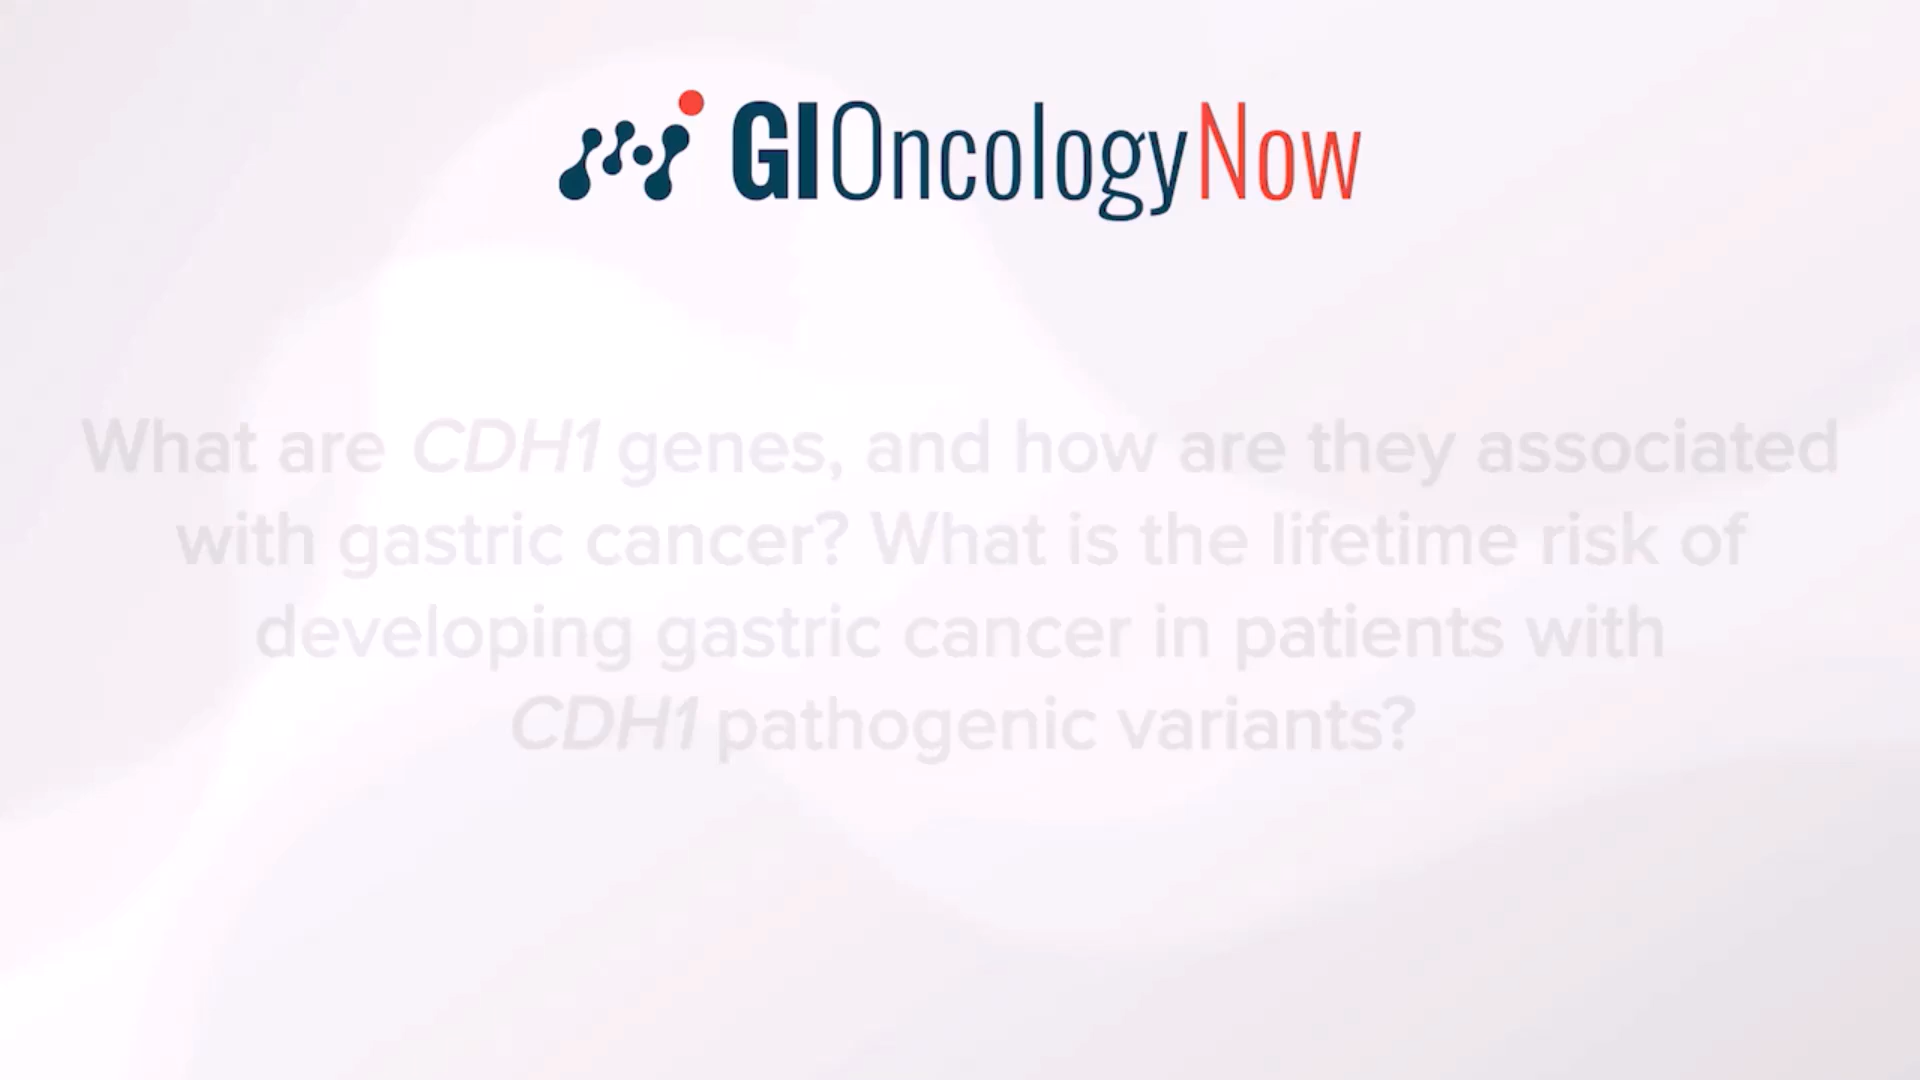 GIOncologyNow
What are CDH1 genes, and how are they associated
with gastric cancer? What is the lifetime risk of
developing gastric cancer in patients with
CDH1 pathogenic variants?